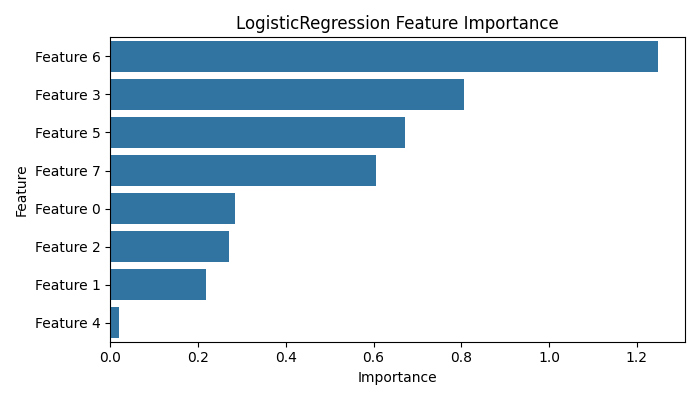 LogisticRegression Feature Importance
Feature
Feature 6
Feature 3
Feature 5
Feature 7
Feature 0
Feature 2
Feature 1
Feature 4
0.0 0.2 0.4 0.6 0.8 1.0 1.2
Importance